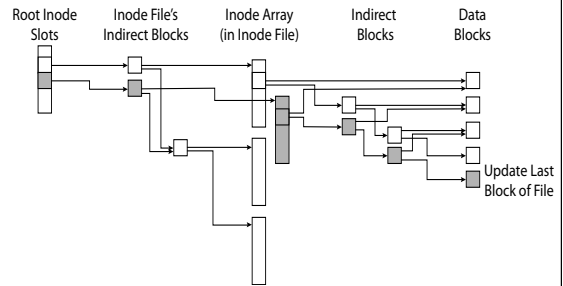 Root Inode
Slots
Inode File's
Indirect Blocks
Inode Array
(in Inode File)
Indirect
Blocks
Data
Blocks
Update Last
Block of File